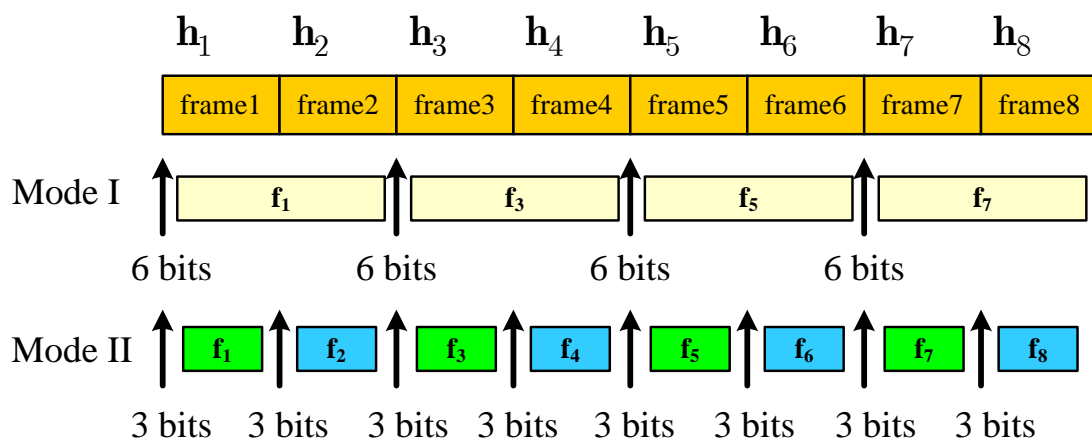 h1 h2 h3 h4 h5 h6 h7 h8
frame1 frame2 frame3 frame4 frame5 frame6 frame7 frame8
Mode I f1 f3 f5 f7
6 bits 6 bits 6 bits 6 bits
Mode II f1 f2 f3 f4 f5 f6 f7 f8
3 bits 3 bits 3 bits 3 bits 3 bits 3 bits 3 bits 3 bits